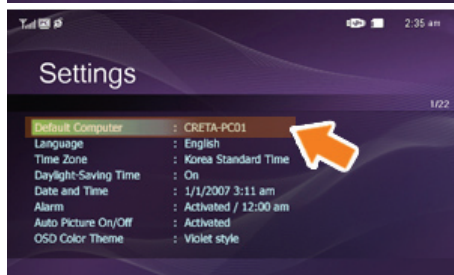 2:35 am
Settings
1/22
Default Computer : CRETA-PC01
Language : English
Time Zone : Korea Standard Time
Daylight-Saving Time : On
Date and Time : 1/1/2007 3:11 am
Alarm : Activated / 12:00 am
Auto Picture On/Off : Activated
OSD Color Theme : Violet style